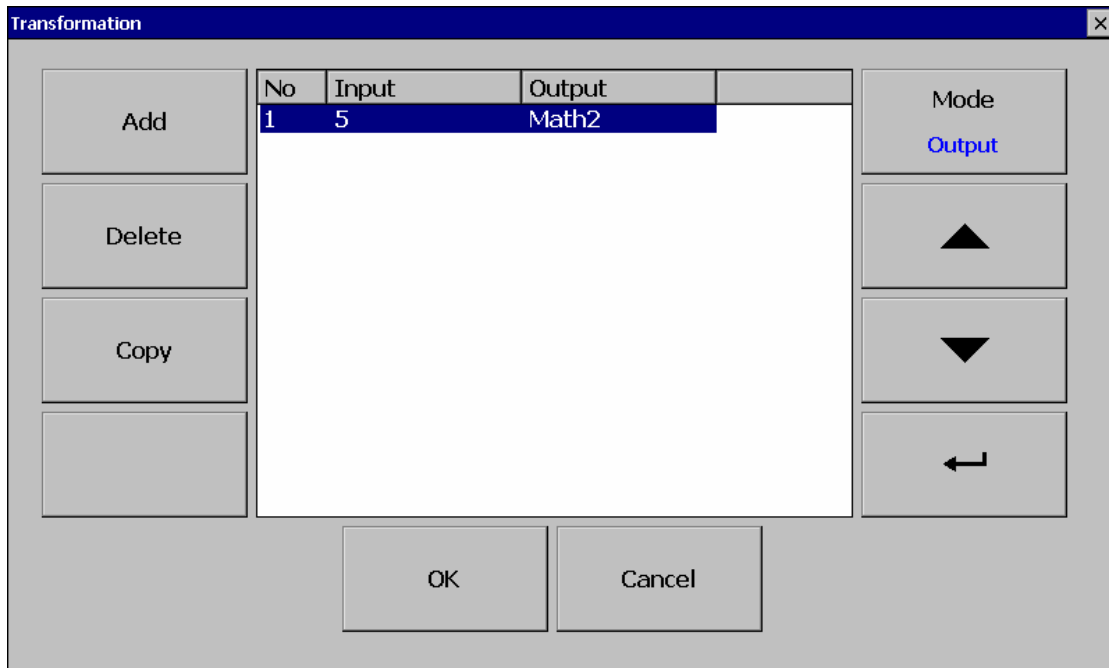 Transformation
Add
Delete
Copy
No Input Output
1 5 Math2
Mode
Output
OK Cancel